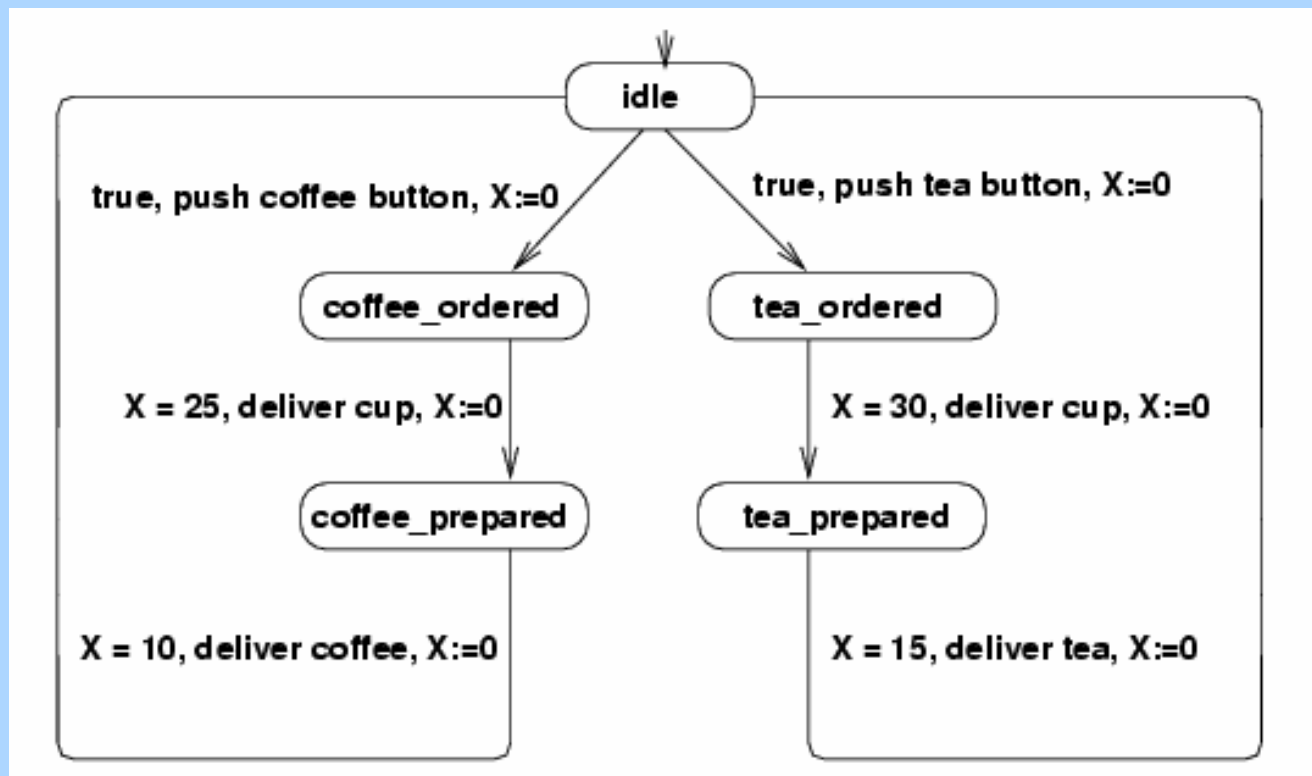 idle
true, push coffee button, X:=0
true, push tea button, X:=0
coffee_ordered
tea_ordered
X = 25, deliver cup, X:=0
X = 30, deliver cup, X:=0
coffee_prepared
tea_prepared
X = 10, deliver coffee, X:=0
X = 15, deliver tea, X:=0